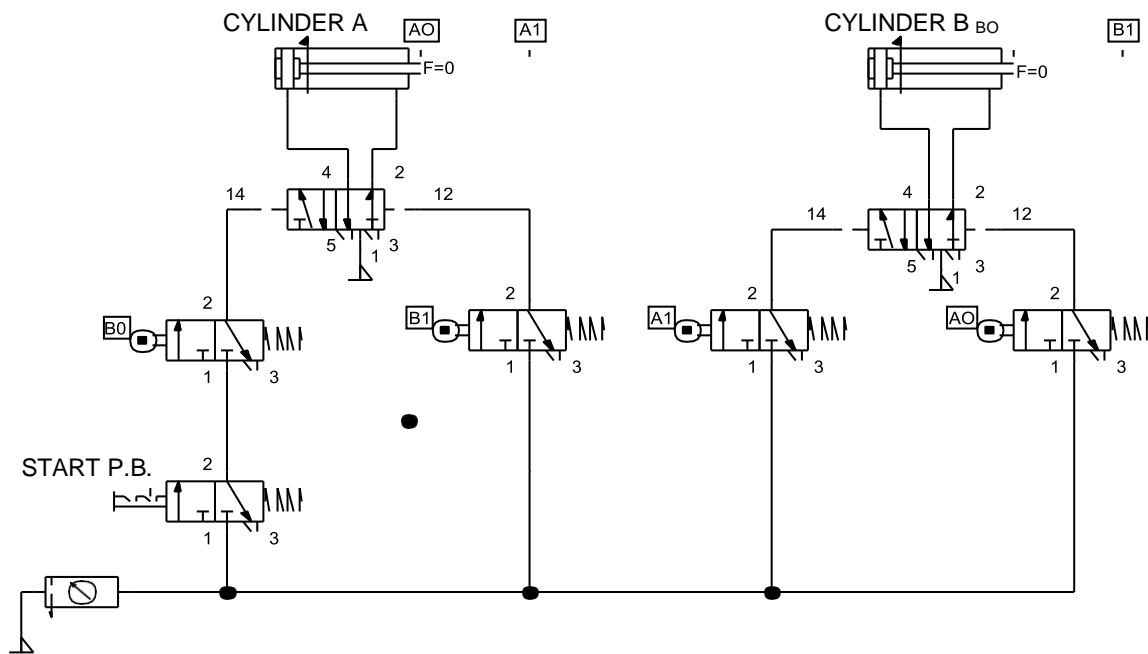 CYLINDER A AO A1 CYLINDER B BO B1
F=0 F=0
4 2 4 2
14 12 14 12
5 1 3 5 1 3
2 2 2 2
B0 B1 A1 AO
1 3 1 3 1 3 1 3
START P.B. 2
1 3